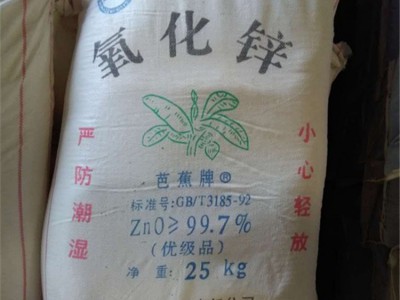 氧化锌
严防潮湿
小心轻放
芭蕉牌®
标准号:GB/T3185-92
ZnO≥99.7%
(优级品)
净 重: 25 kg